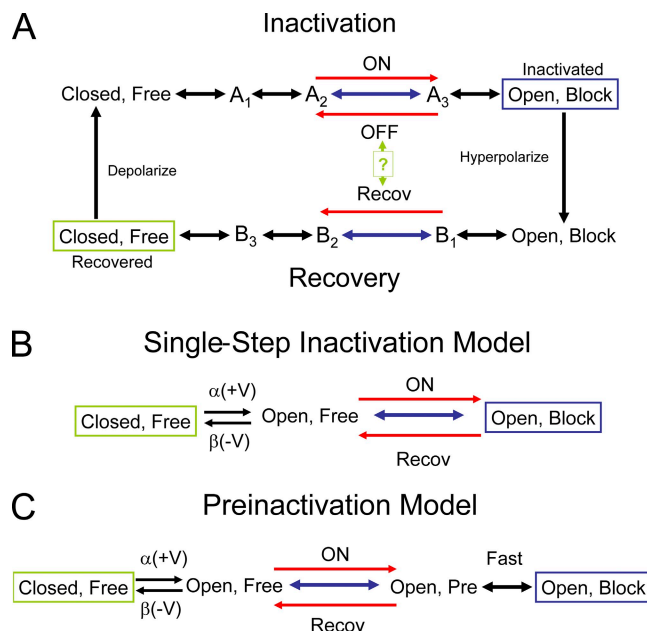 A
Inactivation
ON
Inactivated
Closed, Free A1 A2 A3 Open, Block
OFF
Depolarize ? Hyperpolarize
Recov
Closed, Free B3 B2 B1 Open, Block
Recovered
Recovery
B
Single-Step Inactivation Model
α(+V) ON
Closed, Free Open, Free Open, Block
β(-V) Recov
C
Preinactivation Model
α(+V) ON Fast
Closed, Free Open, Free Open, Pre Open, Block
β(-V) Recov